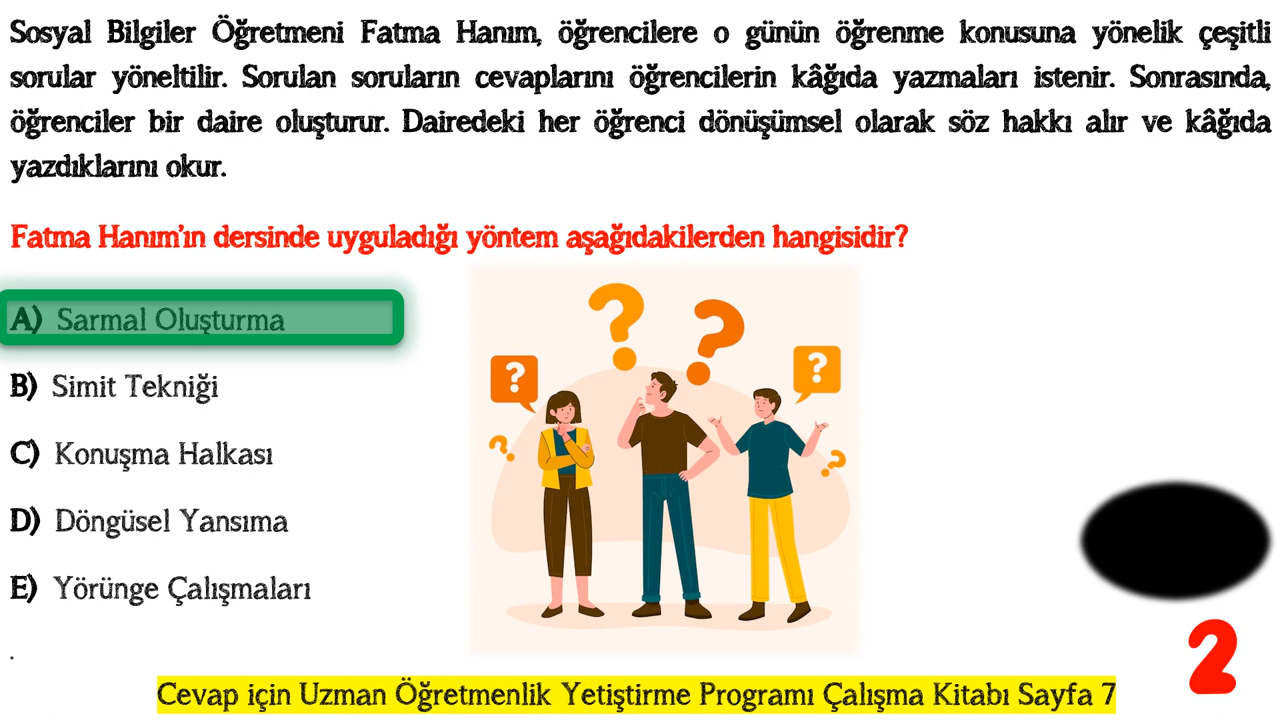 Sosyal Bilgiler Öğretmeni Fatma Hanım, öğrencilere o günün öğrenme konusuna yönelik çeşitli
sorular yöneltilir. Sorulan soruların cevaplarını öğrencilerin kâğıda yazmaları istenir. Sonrasında,
öğrenciler bir daire oluşturur. Dairedeki her öğrenci dönüşümsel olarak söz hakkı alır ve kâğıda
yazdıklarını okur.
Fatma Hanım'ın dersinde uyguladığı yöntem aşağıdakilerden hangisidir?
A) Sarmal Oluşturma
B) Simit Tekniği
C) Konuşma Halkası
D) Döngüsel Yansıma
E) Yörünge Çalışmaları
? ? ? ? ? ?
.
2
Cevap için Uzman Öğretmenlik Yetiştirme Programı Çalışma Kitabı Sayfa 7